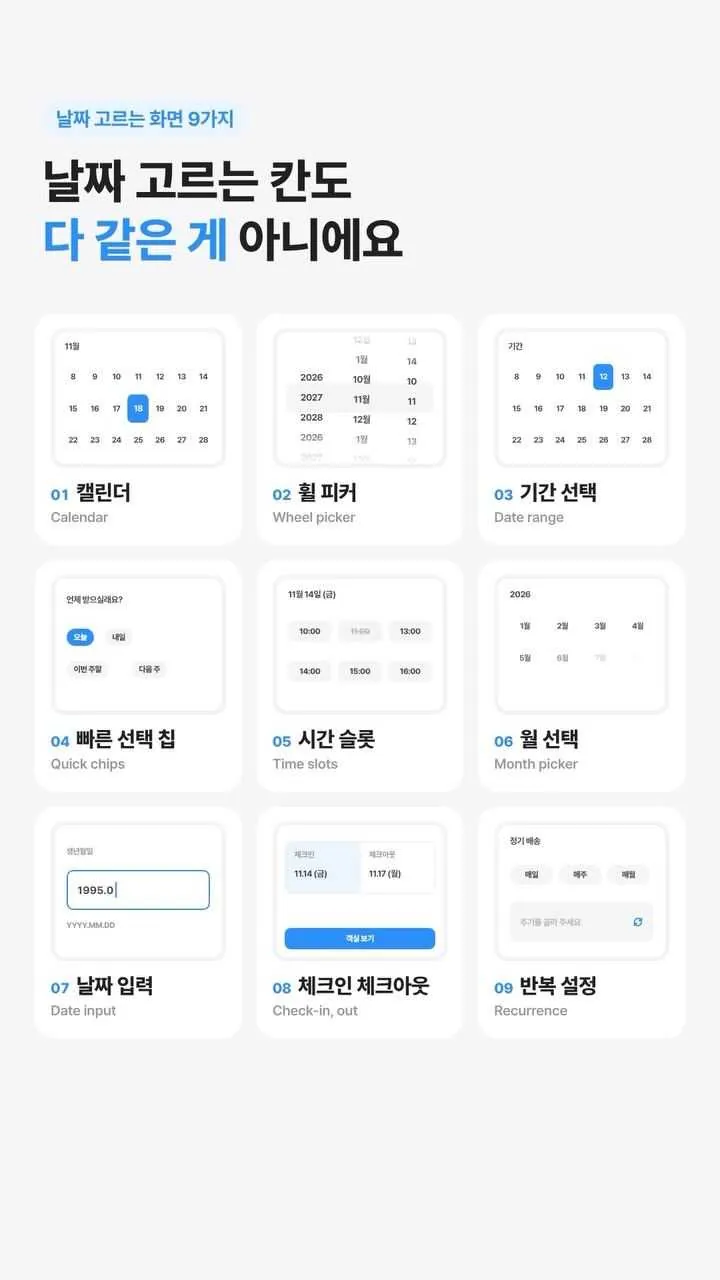 날짜 고르는 화면 9가지
날짜 고르는 칸도
다 같은 게 아니에요
11월
8 9 10 11 12 13 14
15 16 17 18 19 20 21
22 23 24 25 26 27 28
01 캘린더
Calendar
12월 13
1월 14
2026 10월 10
2027 11월 11
2028 12월 12
2026 1월 13
2027 12월 11
02 휠 피커
Wheel picker
기간
8 9 10 11 12 13 14
15 16 17 18 19 20 21
22 23 24 25 26 27 28
03 기간 선택
Date range
언제 받으실래요?
오늘 내일
이번 주말 다음 주
04 빠른 선택 칩
Quick chips
11월 14일 (금)
10:00 11:00 13:00
14:00 15:00 16:00
05 시간 슬롯
Time slots
2026
1월 2월 3월 4월
5월 6월 7월
06 월 선택
Month picker
생년월일
1995.0
YYYY.MM.DD
07 날짜 입력
Date input
체크인 체크아웃
11.14 (금) 11.17 (월)
객실 보기
08 체크인 체크아웃
Check-in, out
정기 배송
매일 매주 매월
주기를 골라 주세요
09 반복 설정
Recurrence